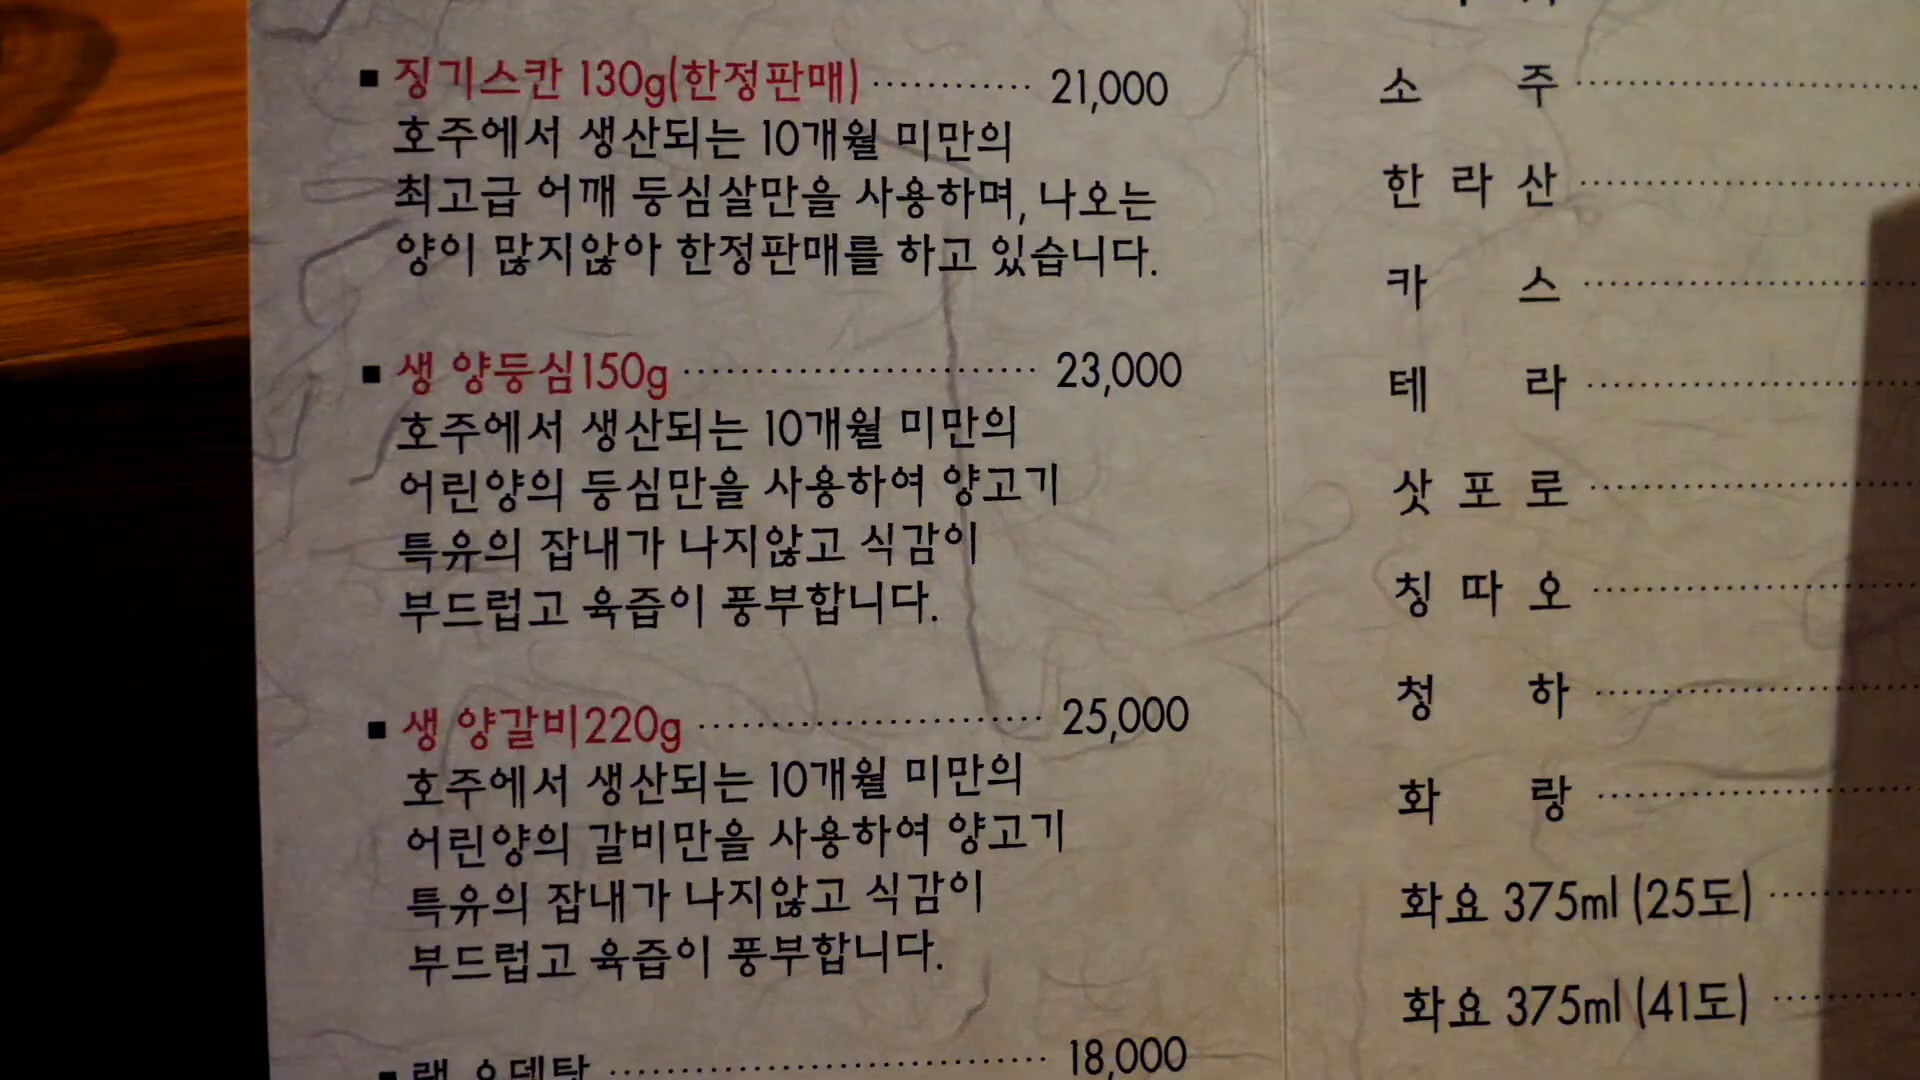 ■ 징기스칸 130g(한정판매) ············ 21,000
호주에서 생산되는 10개월 미만의
최고급 어깨 등심살만을 사용하며, 나오는
양이 많지않아 한정판매를 하고 있습니다.
■ 생 양등심150g ···························· 23,000
호주에서 생산되는 10개월 미만의
어린양의 등심만을 사용하여 양고기
특유의 잡내가 나지않고 식감이
부드럽고 육즙이 풍부합니다.
■ 생 양갈비220g ··························· 25,000
호주에서 생산되는 10개월 미만의
어린양의 갈비만을 사용하여 양고기
특유의 잡내가 나지않고 식감이
부드럽고 육즙이 풍부합니다.
■ 램 오뎅탕 ·································· 18,000
소 주
한 라 산
카 스
테 라
삿 포 로
칭 따 오
청 하
화 랑
화요 375ml (25도)
화요 375ml (41도)